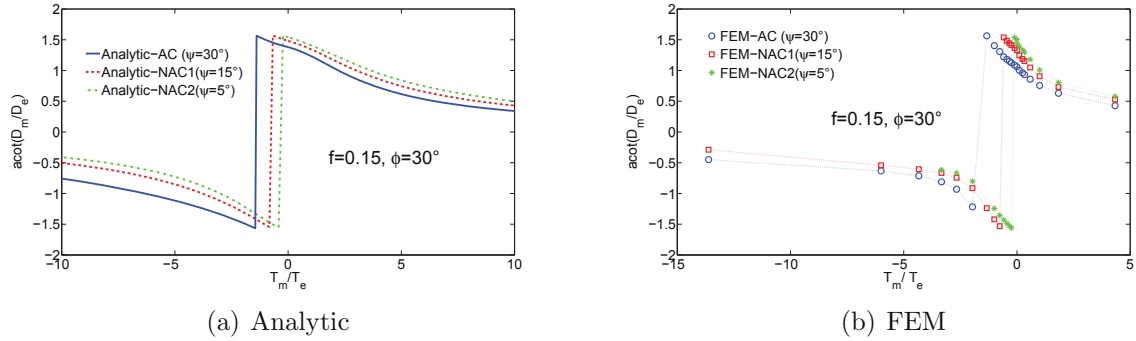 2
1.5
1
0.5
0
−0.5
−1
−1.5
−2
acot(D_m/D_e)
Analytic−AC (ψ=30°)
Analytic−NAC1(ψ=15°)
Analytic−NAC2(ψ=5°)
f=0.15, ϕ=30°
−10 −5 0 5 10
T_m/T_e
(a) Analytic
2
1.5
1
0.5
0
−0.5
−1
−1.5
−2
acot(D_m/D_e)
FEM−AC (ψ=30°)
FEM−NAC1 (ψ=15°)
FEM−NAC2(ψ=5°)
f=0.15, ϕ=30°
−15 −10 −5 0 5
T_m/ T_e
(b) FEM